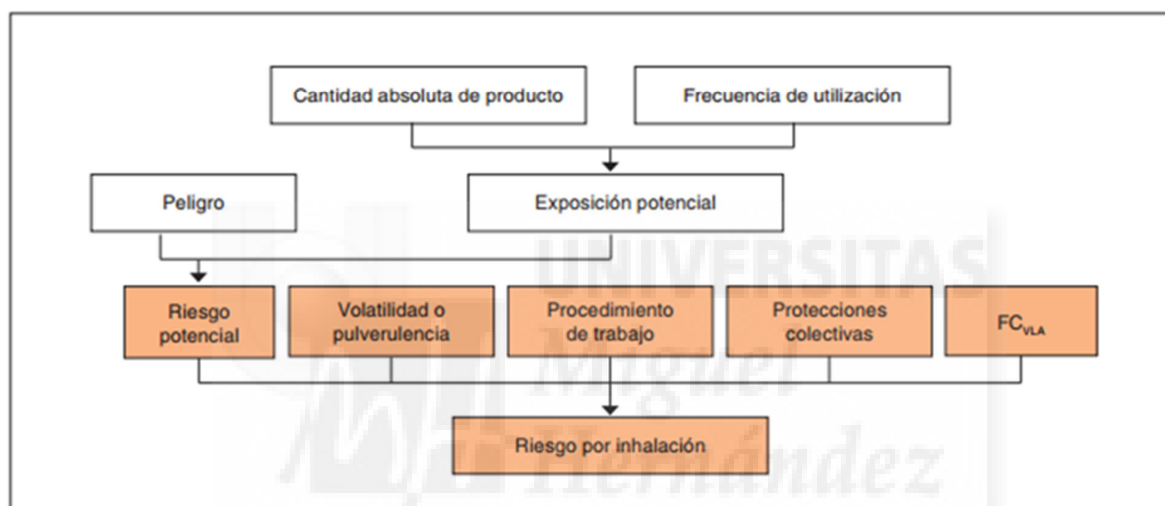 Cantidad absoluta de producto
Frecuencia de utilización
Peligro
Exposición potencial
UNIVERSITAS
Riesgo
potencial
Volatilidad o
pulverulencia
Procedimiento
de trabajo
Protecciones
colectivas
FCVLA
Miguel
Riesgo por inhalación
Hernández